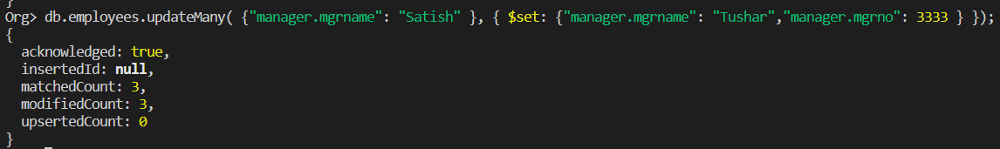 }
Org> db.employees.updateMany( {"manager.mgrname": "Satish" }, { $set: {"manager.mgrname": "Tushar","manager.mgrno": 3333 } });
{
  acknowledged: true,
  insertedId: null,
  matchedCount: 3,
  modifiedCount: 3,
  upsertedCount: 0
}